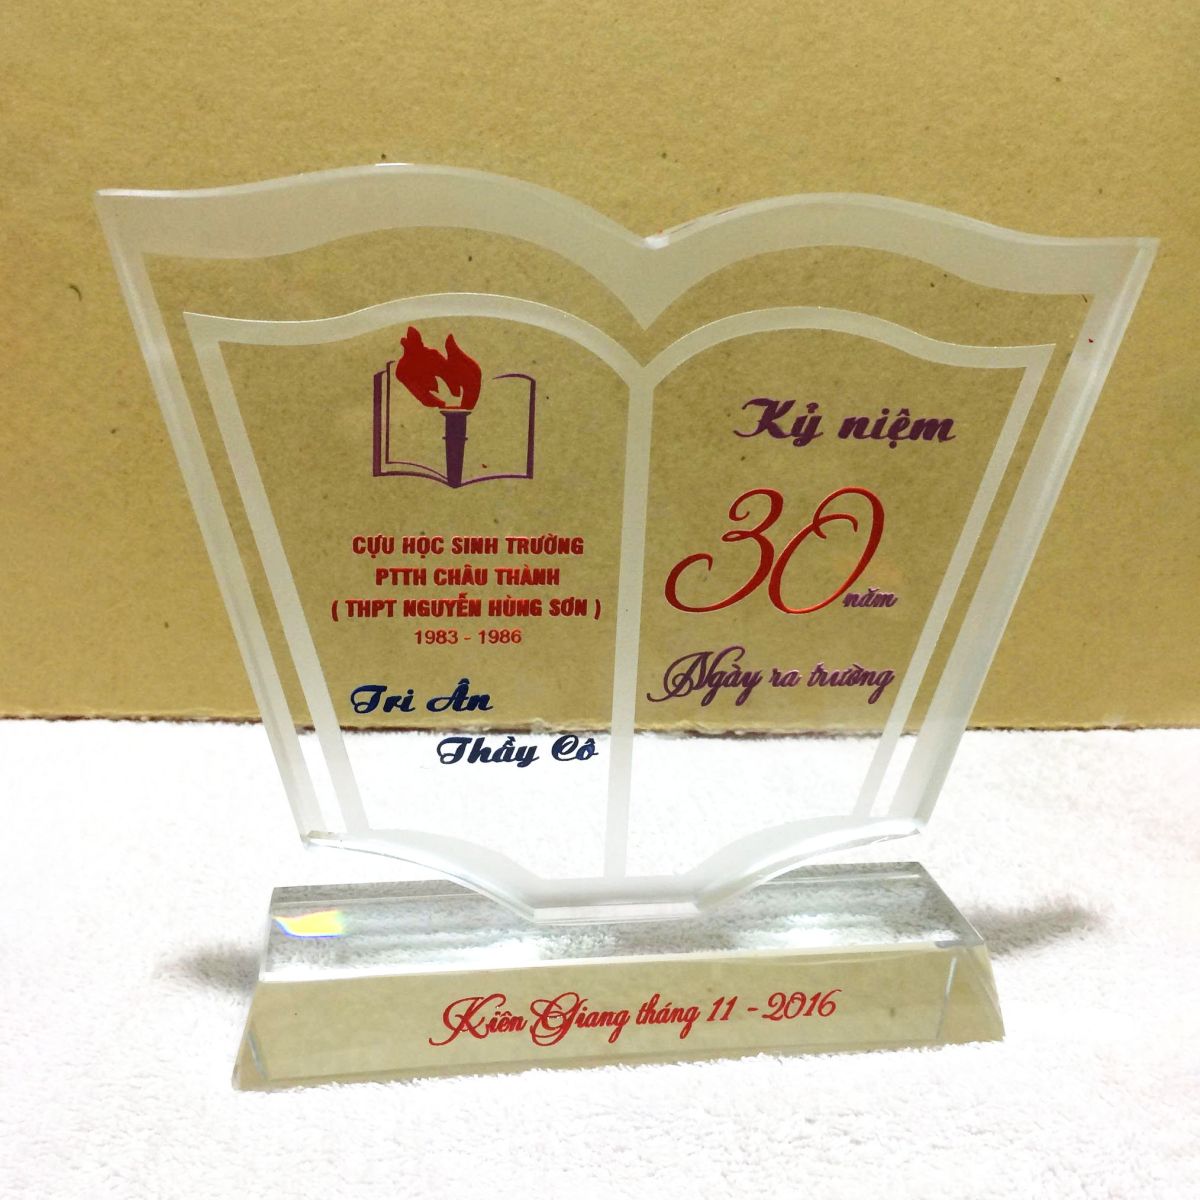 CỰU HỌC SINH TRƯỜNG
PTTH CHÂU THÀNH
( THPT NGUYỄN HÙNG SƠN )
1983 - 1986
Tri Ân
Thầy Cô
Kỷ niệm
30 năm
Ngày ra trường
Kiên Giang tháng 11 - 2016